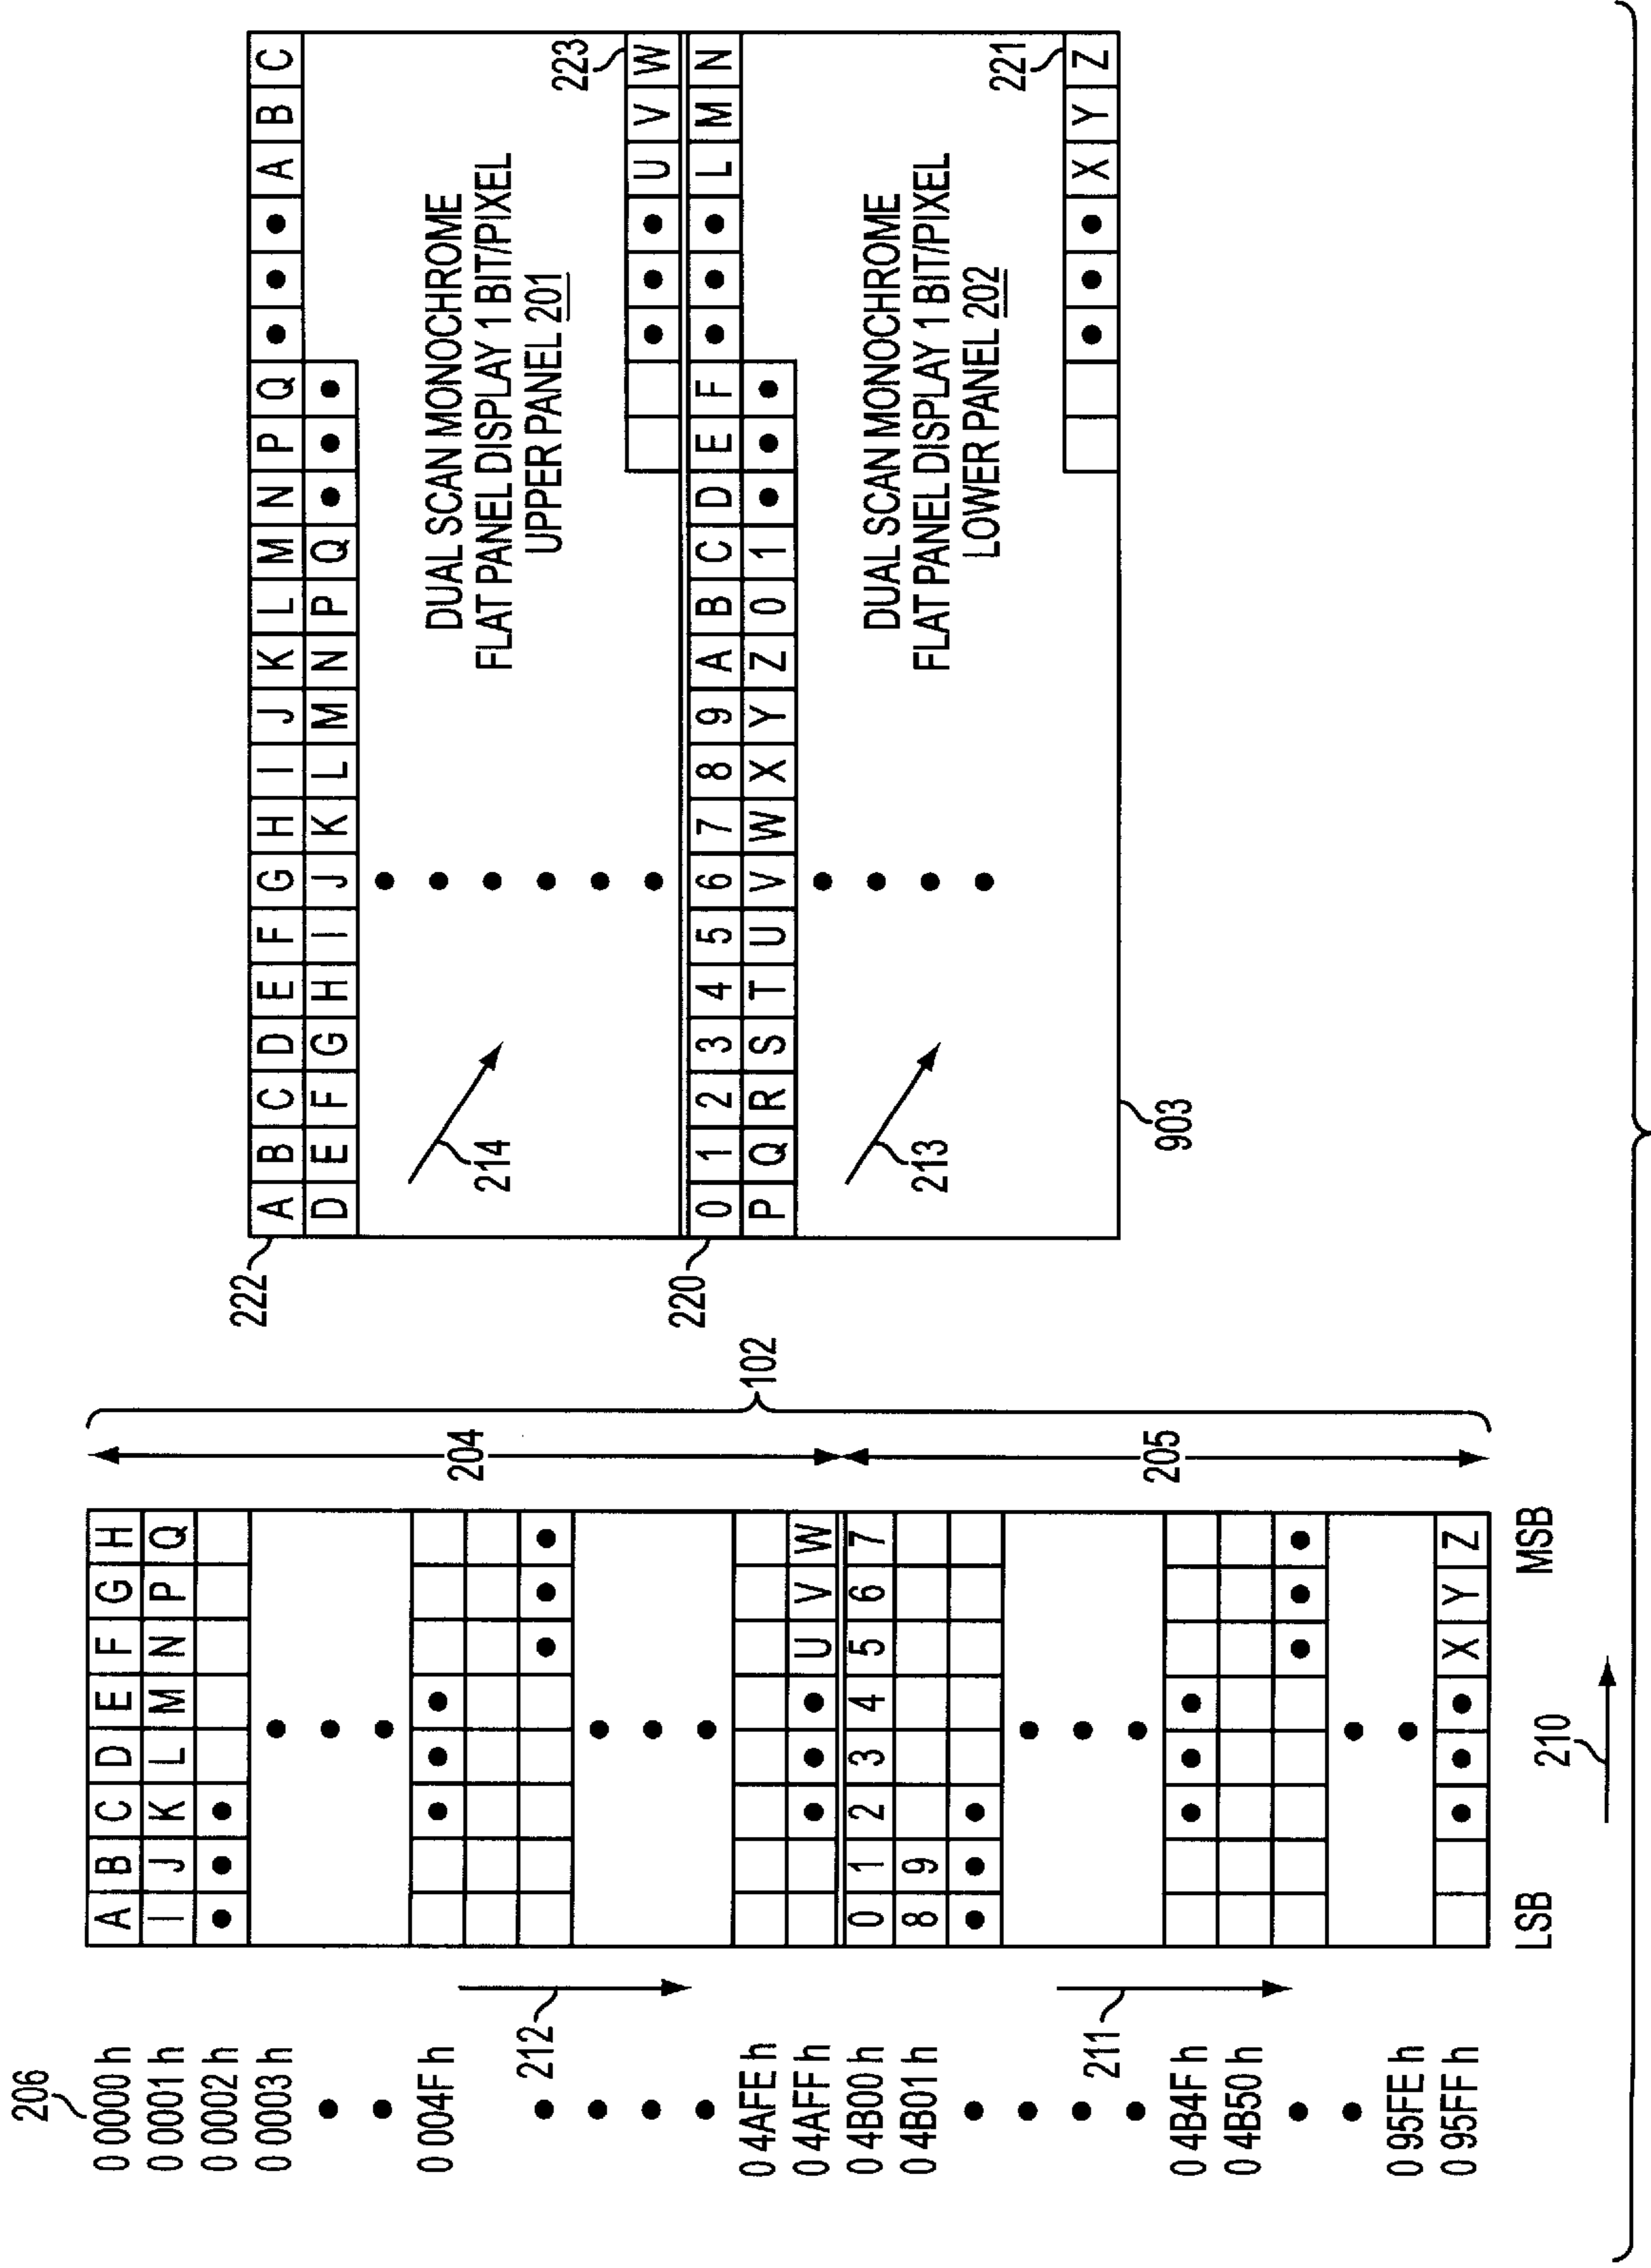 206
0 0000 h
0 0001 h
0 0002 h
0 0003 h
0 004F h
212
0 4AFE h
0 4AFF h
0 4B00 h
0 4B01 h
211
0 4B4F h
0 4B50 h
0 95FE h
0 95FF h
A B C D E F G H
I J K L M N P Q
U V W
0 1 2 3 4 5 6 7
8 9
X Y Z
LSB
MSB
210
204
205
102
222
A B C D E F G H I J K L M N P Q A B C
D E F G H I J K L M N P Q
214
DUAL SCAN MONOCHROME
FLAT PANEL DISPLAY 1 BIT/PIXEL
UPPER PANEL 201
223
U V W
220
0 1 2 3 4 5 6 7 8 9 A B C D E F L M N
P Q R S T U V W X Y Z 0 1
213
DUAL SCAN MONOCHROME
FLAT PANEL DISPLAY 1 BIT/PIXEL
LOWER PANEL 202
221
X Y Z
903